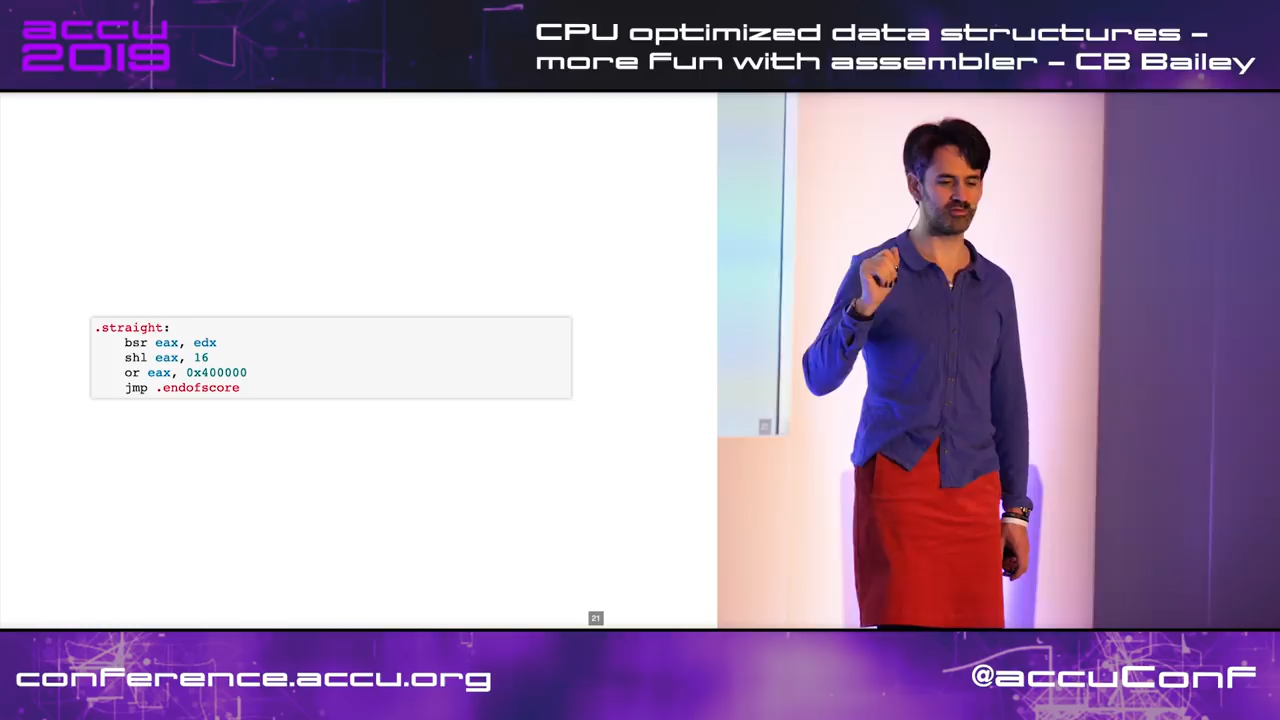 accu
2019
CPU optimized data structures –
more fun with assembler – CB Bailey
.straight:
bsr eax, edx
shl eax, 16
or eax, 0x400000
jmp .endofscore
21
21
conference.accu.org
@accuConf